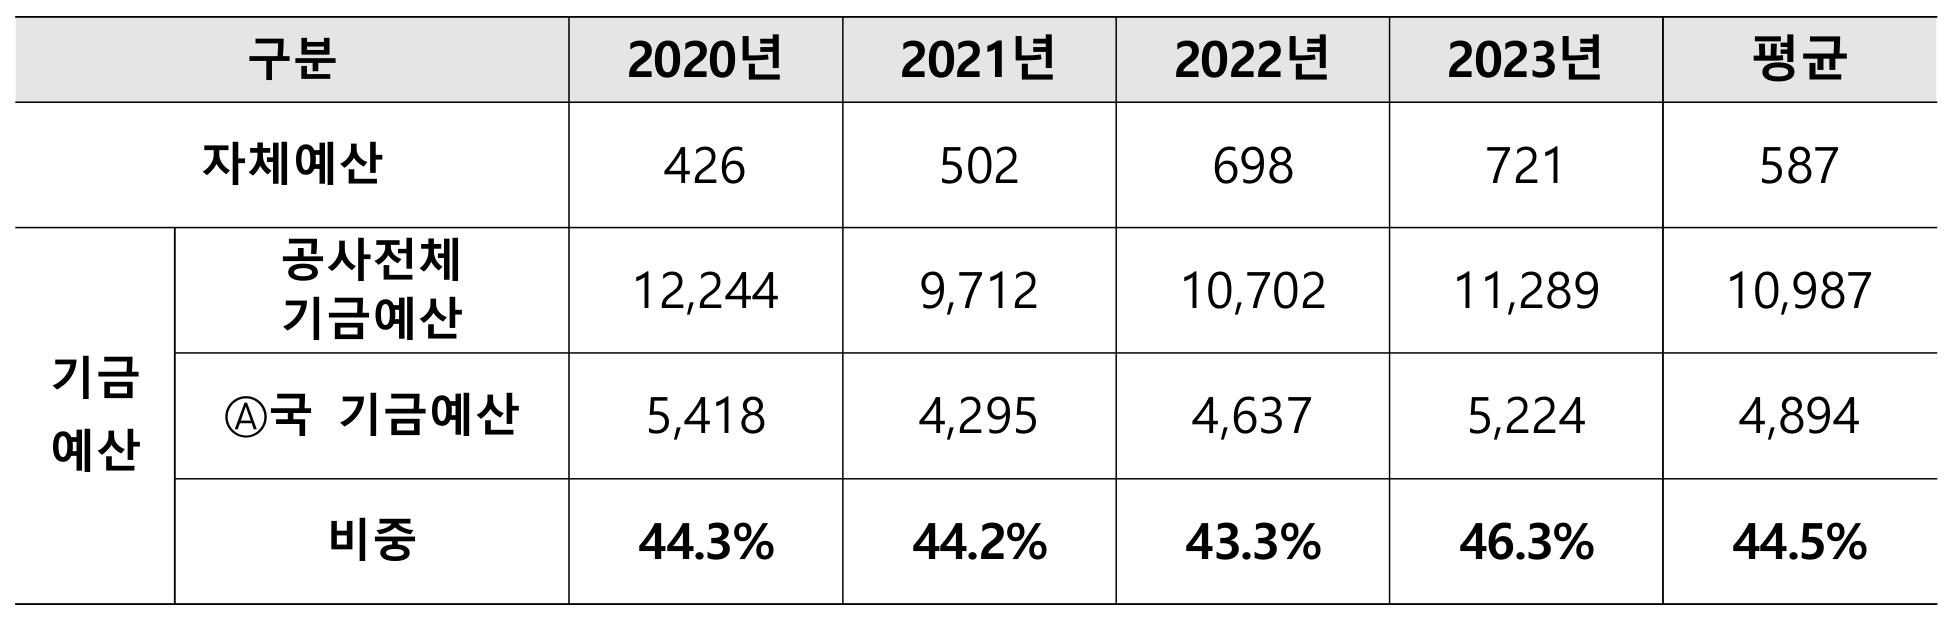 구분 2020년 2021년 2022년 2023년 평균
자체예산 426 502 698 721 587
기금
예산
공사전체
기금예산 12,244 9,712 10,702 11,289 10,987
Ⓐ국 기금예산 5,418 4,295 4,637 5,224 4,894
비중 44.3% 44.2% 43.3% 46.3% 44.5%